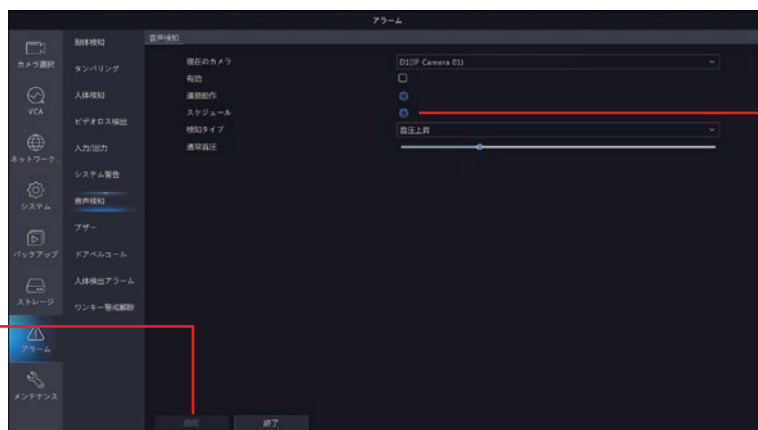 アラーム
カメラ選択
VCA
ネットワーク..
システム
バックアップ
ストレージ
アラーム
メンテナンス
動体検知
タンパリング
人体検知
ビデオロス検出
入力/出力
システム警告
音声検知
ブザー
ドアベルコール
人体検出アラーム
ワンキー警戒解除
音声検知
現在のカメラ D1(IP Camera 01)
有効
連動動作
スケジュール
検知タイプ 音圧上昇
通常音圧
適用 終了